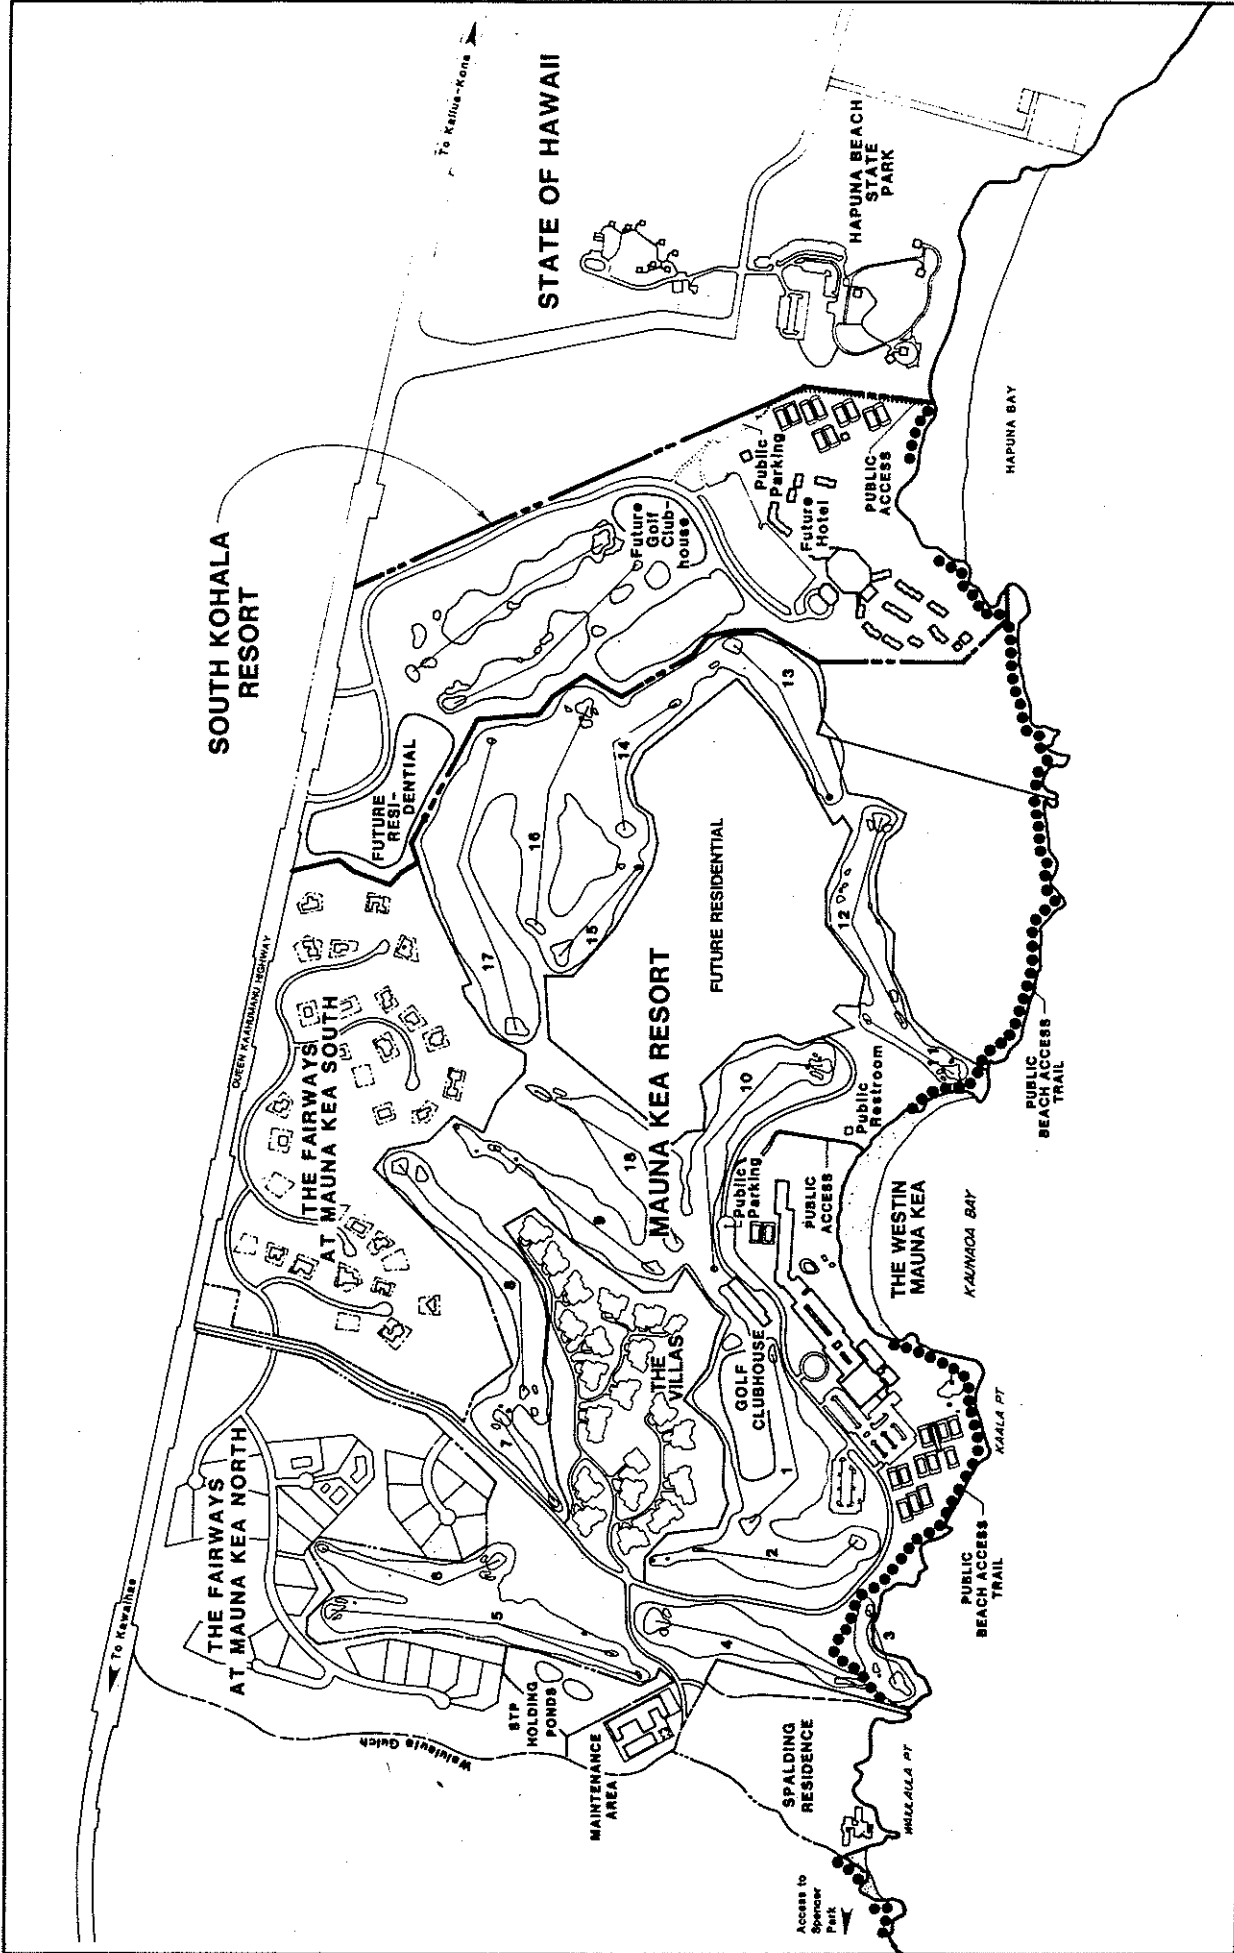 To Kailua-Kona
STATE OF HAWAII
HAPUNA BEACH
STATE
PARK
SOUTH KOHALA
RESORT
Future
Golf
Club-
house
Public
Parking
Future
Hotel
PUBLIC
ACCESS
HAPUNA BAY
FUTURE
RESI-
DENTIAL
13
14
16
15
17
12
FUTURE RESIDENTIAL
QUEEN KAAHUMANU HIGHWAY
THE FAIRWAYS
AT MAUNA KEA SOUTH
MAUNA KEA RESORT
10
11
18
9
8
Public
Restroom
Public
Parking
PUBLIC
ACCESS
PUBLIC
BEACH ACCESS
TRAIL
THE WESTIN
MAUNA KEA
KAUNAOA BAY
THE
VILLAS
GOLF
CLUBHOUSE
7
1
2
KAALA PT
THE FAIRWAYS
AT MAUNA KEA NORTH
6
5
4
3
PUBLIC
BEACH ACCESS
TRAIL
To Kawaihae
STP
HOLDING
PONDS
MAINTENANCE
AREA
Gulch
SPALDING
RESIDENCE
PT
Access to
Spencer
Park